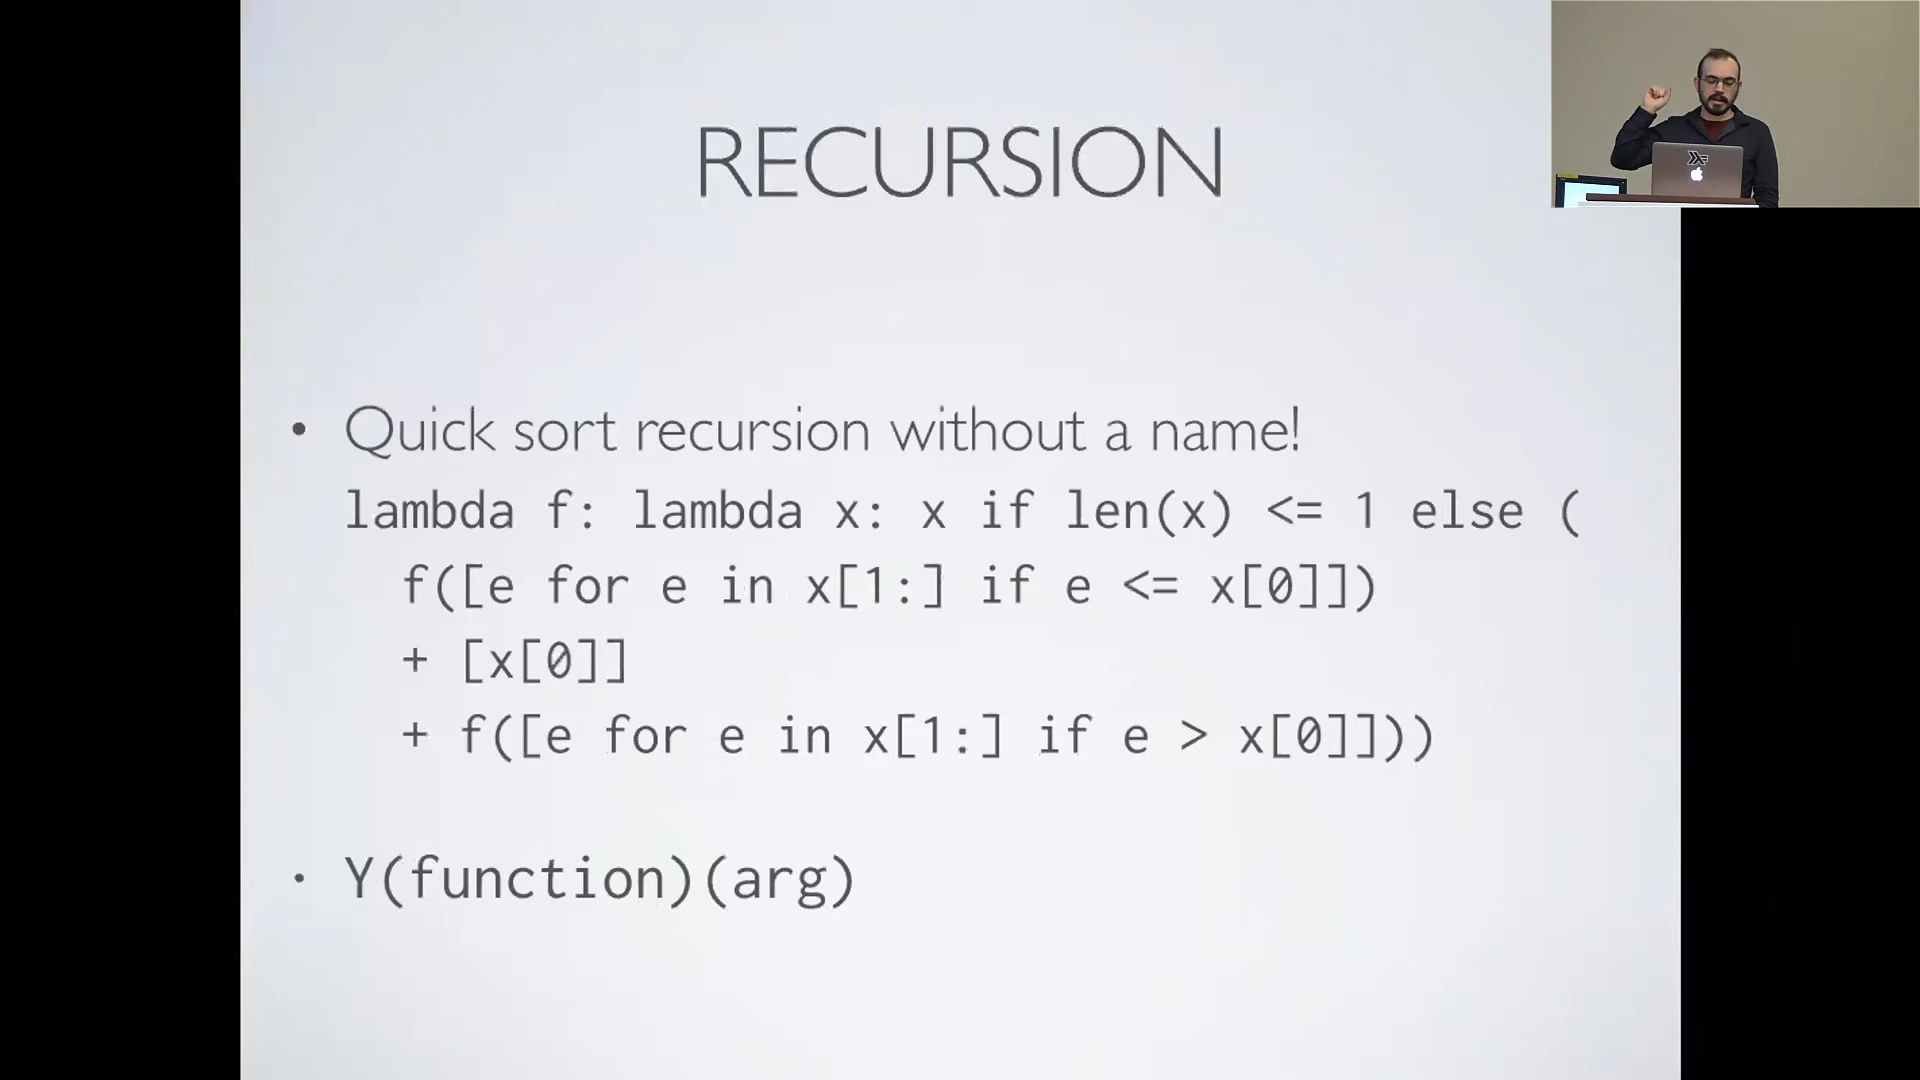 RECURSION
• Quick sort recursion without a name!
lambda f: lambda x: x if len(x) <= 1 else (
f([e for e in x[1:] if e <= x[0]])
+ [x[0]]
+ f([e for e in x[1:] if e > x[0]]))
• Y(function)(arg)